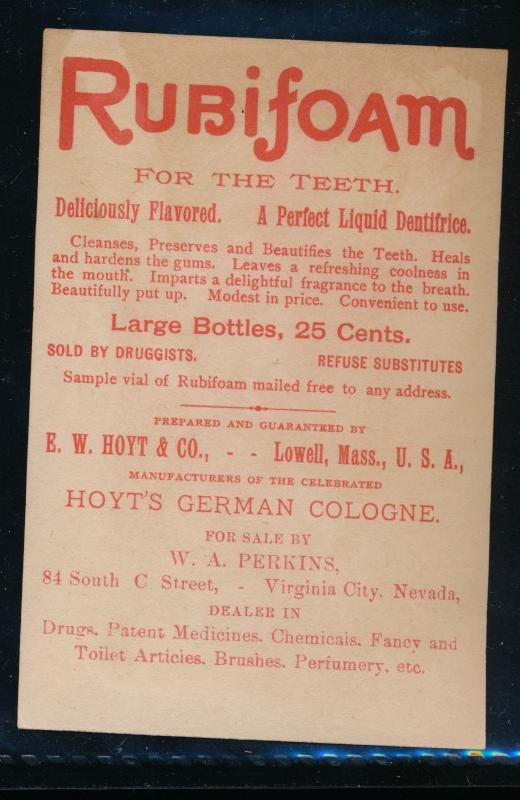 RUBIFOAM
FOR THE TEETH.
Deliciously Flavored. A Perfect Liquid Dentifrice.
Cleanses, Preserves and Beautifies the Teeth. Heals
and hardens the gums. Leaves a refreshing coolness in
the mouth. Imparts a delightful fragrance to the breath.
Beautifully put up. Modest in price. Convenient to use.
Large Bottles, 25 Cents.
SOLD BY DRUGGISTS. REFUSE SUBSTITUTES
Sample vial of Rubifoam mailed free to any address.
PREPARED AND GUARANTEED BY
E. W. HOYT & CO., - - Lowell, Mass., U. S. A.,
MANUFACTURERS OF THE CELEBRATED
HOYT'S GERMAN COLOGNE.
FOR SALE BY
W. A. PERKINS,
84 South C Street, - Virginia City, Nevada,
DEALER IN
Drugs, Patent Medicines, Chemicals, Fancy and
Toilet Articles, Brushes, Perfumery, etc.